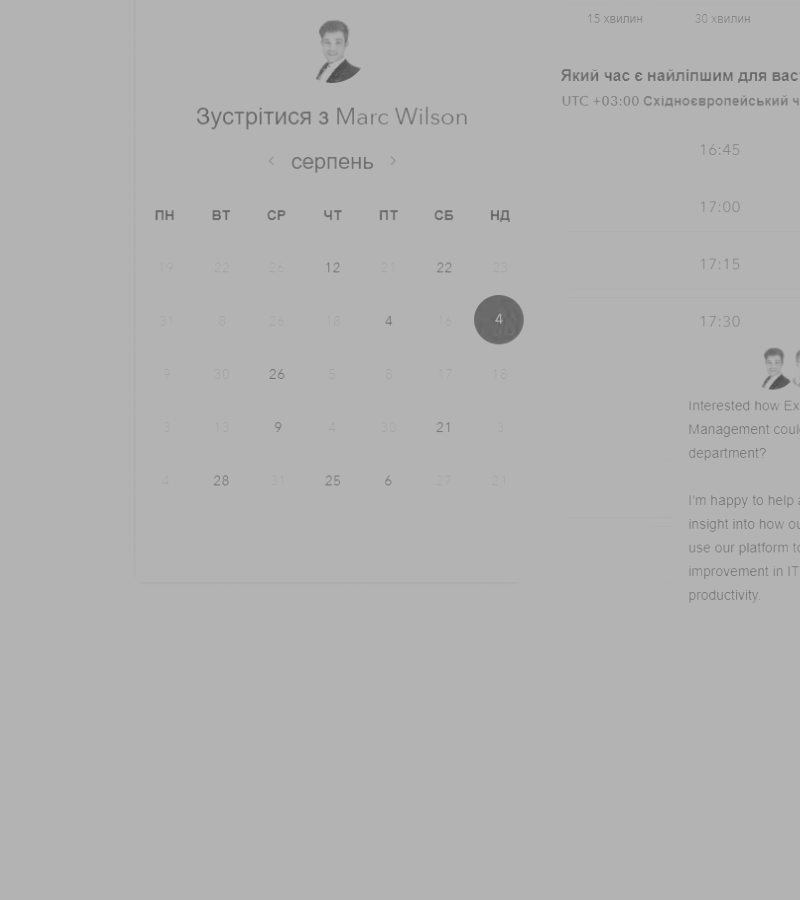 15 хвилин 30 хвилин
Який час є найліпшим для вас
UTC +03:00 Східноєвропейський ч
16:45
17:00
17:15
17:30
Interested how Ex
Management coul
department?
I'm happy to help a
insight into how ou
use our platform to
improvement in IT
productivity.
Зустрітися з Marc Wilson
‹ серпень ›
ПН ВТ СР ЧТ ПТ СБ НД
19 22 26 12 21 22 23
31 8 26 18 4 16 4
9 30 26 5 8 17 18
3 13 9 4 30 21 3
4 28 31 25 6 27 21